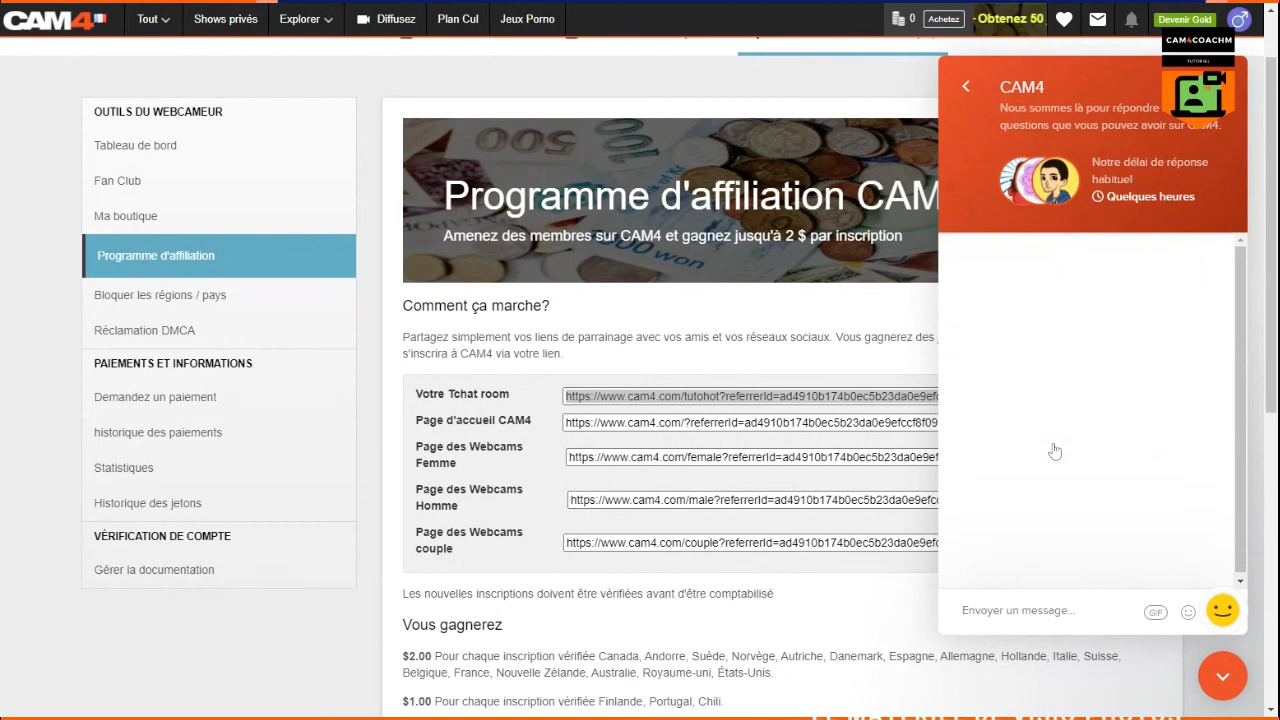 CAM4
Tout
Shows privés
Explorer
Diffusez
Plan Cul
Jeux Porno
0
Achetez
Obtenez 50
Devenir Gold
CAM4COACHM
TUTORIEL
OUTILS DU WEBCAMEUR
Tableau de bord
Fan Club
Ma boutique
Programme d'affiliation
Bloquer les régions / pays
Réclamation DMCA
PAIEMENTS ET INFORMATIONS
Demandez un paiement
historique des paiements
Statistiques
Historique des jetons
VÉRIFICATION DE COMPTE
Gérer la documentation
Programme d'affiliation CAM
Amenez des membres sur CAM4 et gagnez jusqu'à 2 $ par inscription
Comment ça marche?
Partagez simplement vos liens de parrainage avec vos amis et vos réseaux sociaux. Vous gagnerez des
s'inscrira à CAM4 via votre lien.
Votre Tchat room
https://www.cam4.com/tutohot?referrerId=ad4910b174b0ec5b23da0e9efc
Page d'accueil CAM4
https://www.cam4.com/?referrerId=ad4910b174b0ec5b23da0e9efccf8f09
Page des Webcams
Femme
https://www.cam4.com/female?referrerId=ad4910b174b0ec5b23da0e9efc
Page des Webcams
Homme
https://www.cam4.com/male?referrerId=ad4910b174b0ec5b23da0e9efc
Page des Webcams
couple
https://www.cam4.com/couple?referrerId=ad4910b174b0ec5b23da0e9efc
Les nouvelles inscriptions doivent être vérifiées avant d'être comptabilisé
Vous gagnerez
$2.00 Pour chaque inscription vérifiée Canada, Andorre, Suède, Norvège, Autriche, Danemark, Espagne, Allemagne, Hollande, Italie, Suisse,
Belgique, France, Nouvelle Zélande, Australie, Royaume-uni, États-Unis.
$1.00 Pour chaque inscription vérifiée Finlande, Portugal, Chili.
CAM4
Nous sommes là pour répondre
questions que vous pouvez avoir sur CAM4.
Notre délai de réponse
habituel
Quelques heures
Envoyer un message...
GIF